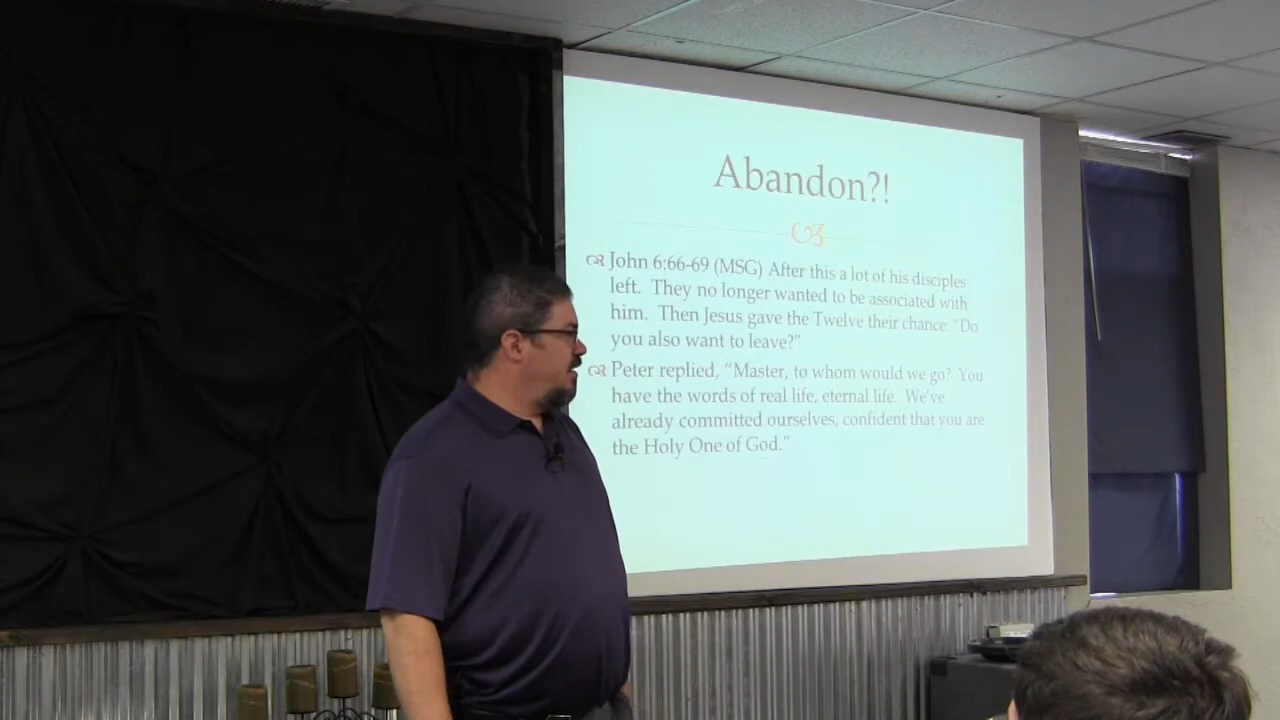 Abandon?!
John 6:66-69 (MSG) After this a lot of his disciples
left. They no longer wanted to be associated with
him. Then Jesus gave the Twelve their chance: “Do
you also want to leave?”
Peter replied, “Master, to whom would we go? You
have the words of real life, eternal life. We’ve
already committed ourselves, confident that you are
the Holy One of God.”